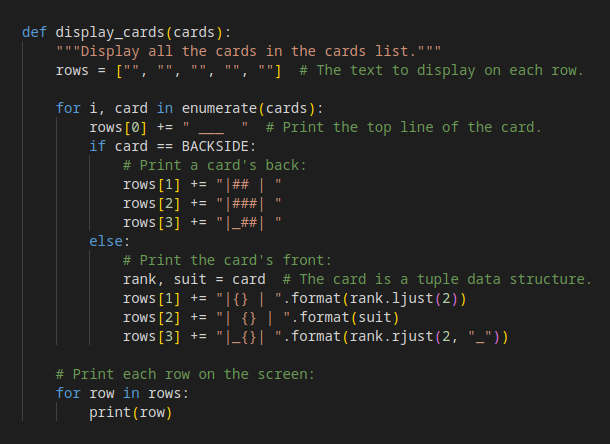 def display_cards(cards):
    """Display all the cards in the cards list."""
    rows = ["", "", "", "", ""]  # The text to display on each row.

    for i, card in enumerate(cards):
        rows[0] += " ___  "  # Print the top line of the card.
        if card == BACKSIDE:
            # Print a card's back:
            rows[1] += "|## | "
            rows[2] += "|###| "
            rows[3] += "|_##| "
        else:
            # Print the card's front:
            rank, suit = card  # The card is a tuple data structure.
            rows[1] += "|{} | ".format(rank.ljust(2))
            rows[2] += "| {} | ".format(suit)
            rows[3] += "|_{}| ".format(rank.rjust(2, "_"))

    # Print each row on the screen:
    for row in rows:
        print(row)